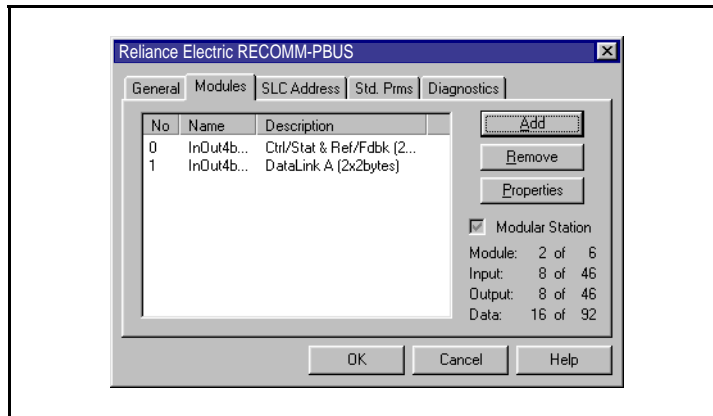 Reliance Electric RECOMM-PBUS
General Modules SLC Address Std. Prms Diagnostics
No Name Description
0 InOut4b... Ctrl/Stat & Ref/Fdbk (2...
1 InOut4b... DataLink A (2x2bytes)
Add
Remove
Properties
Modular Station
Module: 2 of 6
Input: 8 of 46
Output: 8 of 46
Data: 16 of 92
OK Cancel Help